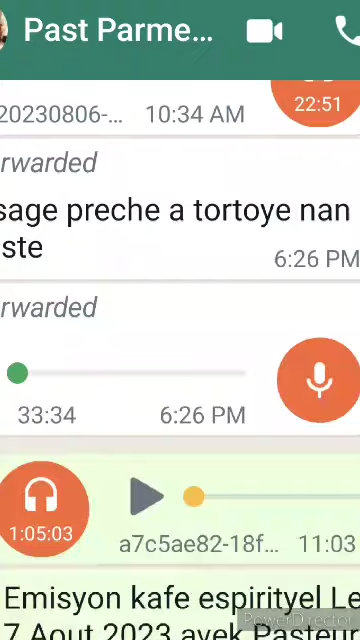 Past Parme...
20230806-...
10:34 AM
22:51
rwarded
sage preche a tortoye nan
ste
6:26 PM
rwarded
33:34
6:26 PM
1:05:03
a7c5ae82-18f...
11:03
Emisyon kafe espirityel Le
7 Aout 2023 avek Pasteur
PowerDirector